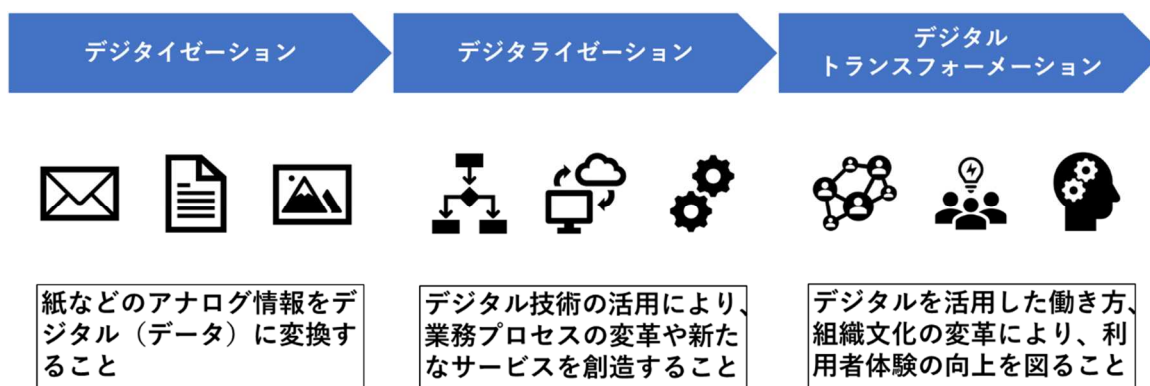 デジタイゼーション
デジタライゼーション
デジタル
トランスフォーメーション
紙などのアナログ情報をデ
ジタル（データ）に変換す
ること
デジタル技術の活用により、
業務プロセスの変革や新た
なサービスを創造すること
デジタルを活用した働き方、
組織文化の変革により、利
用者体験の向上を図ること